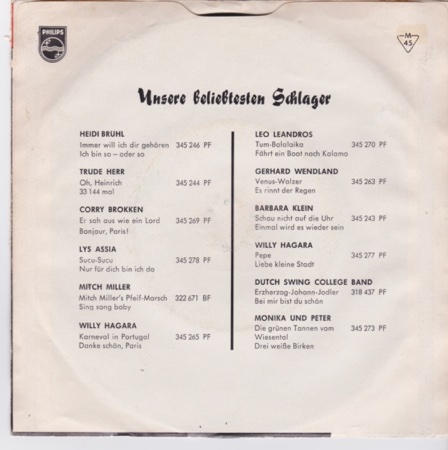 PHILIPS
M
45
Unsere beliebtesten Schlager
HEIDI BRÜHL
Immer will ich dir gehören 345 246 PF
Ich bin so – oder so
TRUDE HERR
Oh, Heinrich 345 244 PF
33 144 mal
CORRY BROKKEN
Er sah aus wie ein Lord 345 269 PF
Bonjour, Paris!
LYS ASSIA
Sucu-Sucu 345 278 PF
Nur für dich bin ich da
MITCH MILLER
Mitch Miller's Pfeif-Marsch 322 671 BF
Sing song baby
WILLY HAGARA
Karneval in Portugal 345 265 PF
Danke schön, Paris
LEO LEANDROS
Tum-Balalaika 345 270 PF
Fährt ein Boot nach Kalamo
GERHARD WENDLAND
Venus-Walzer 345 263 PF
Es rinnt der Regen
BARBARA KLEIN
Schau nicht auf die Uhr 345 243 PF
Einmal wird es wieder sein
WILLY HAGARA
Pepe 345 277 PF
Liebe kleine Stadt
DUTCH SWING COLLEGE BAND
Erzherzog-Johann-Jodler 318 437 PF
Bei mir bist du schön
MONIKA UND PETER
Die grünen Tannen vom 345 273 PF
Wiesental
Drei weiße Birken